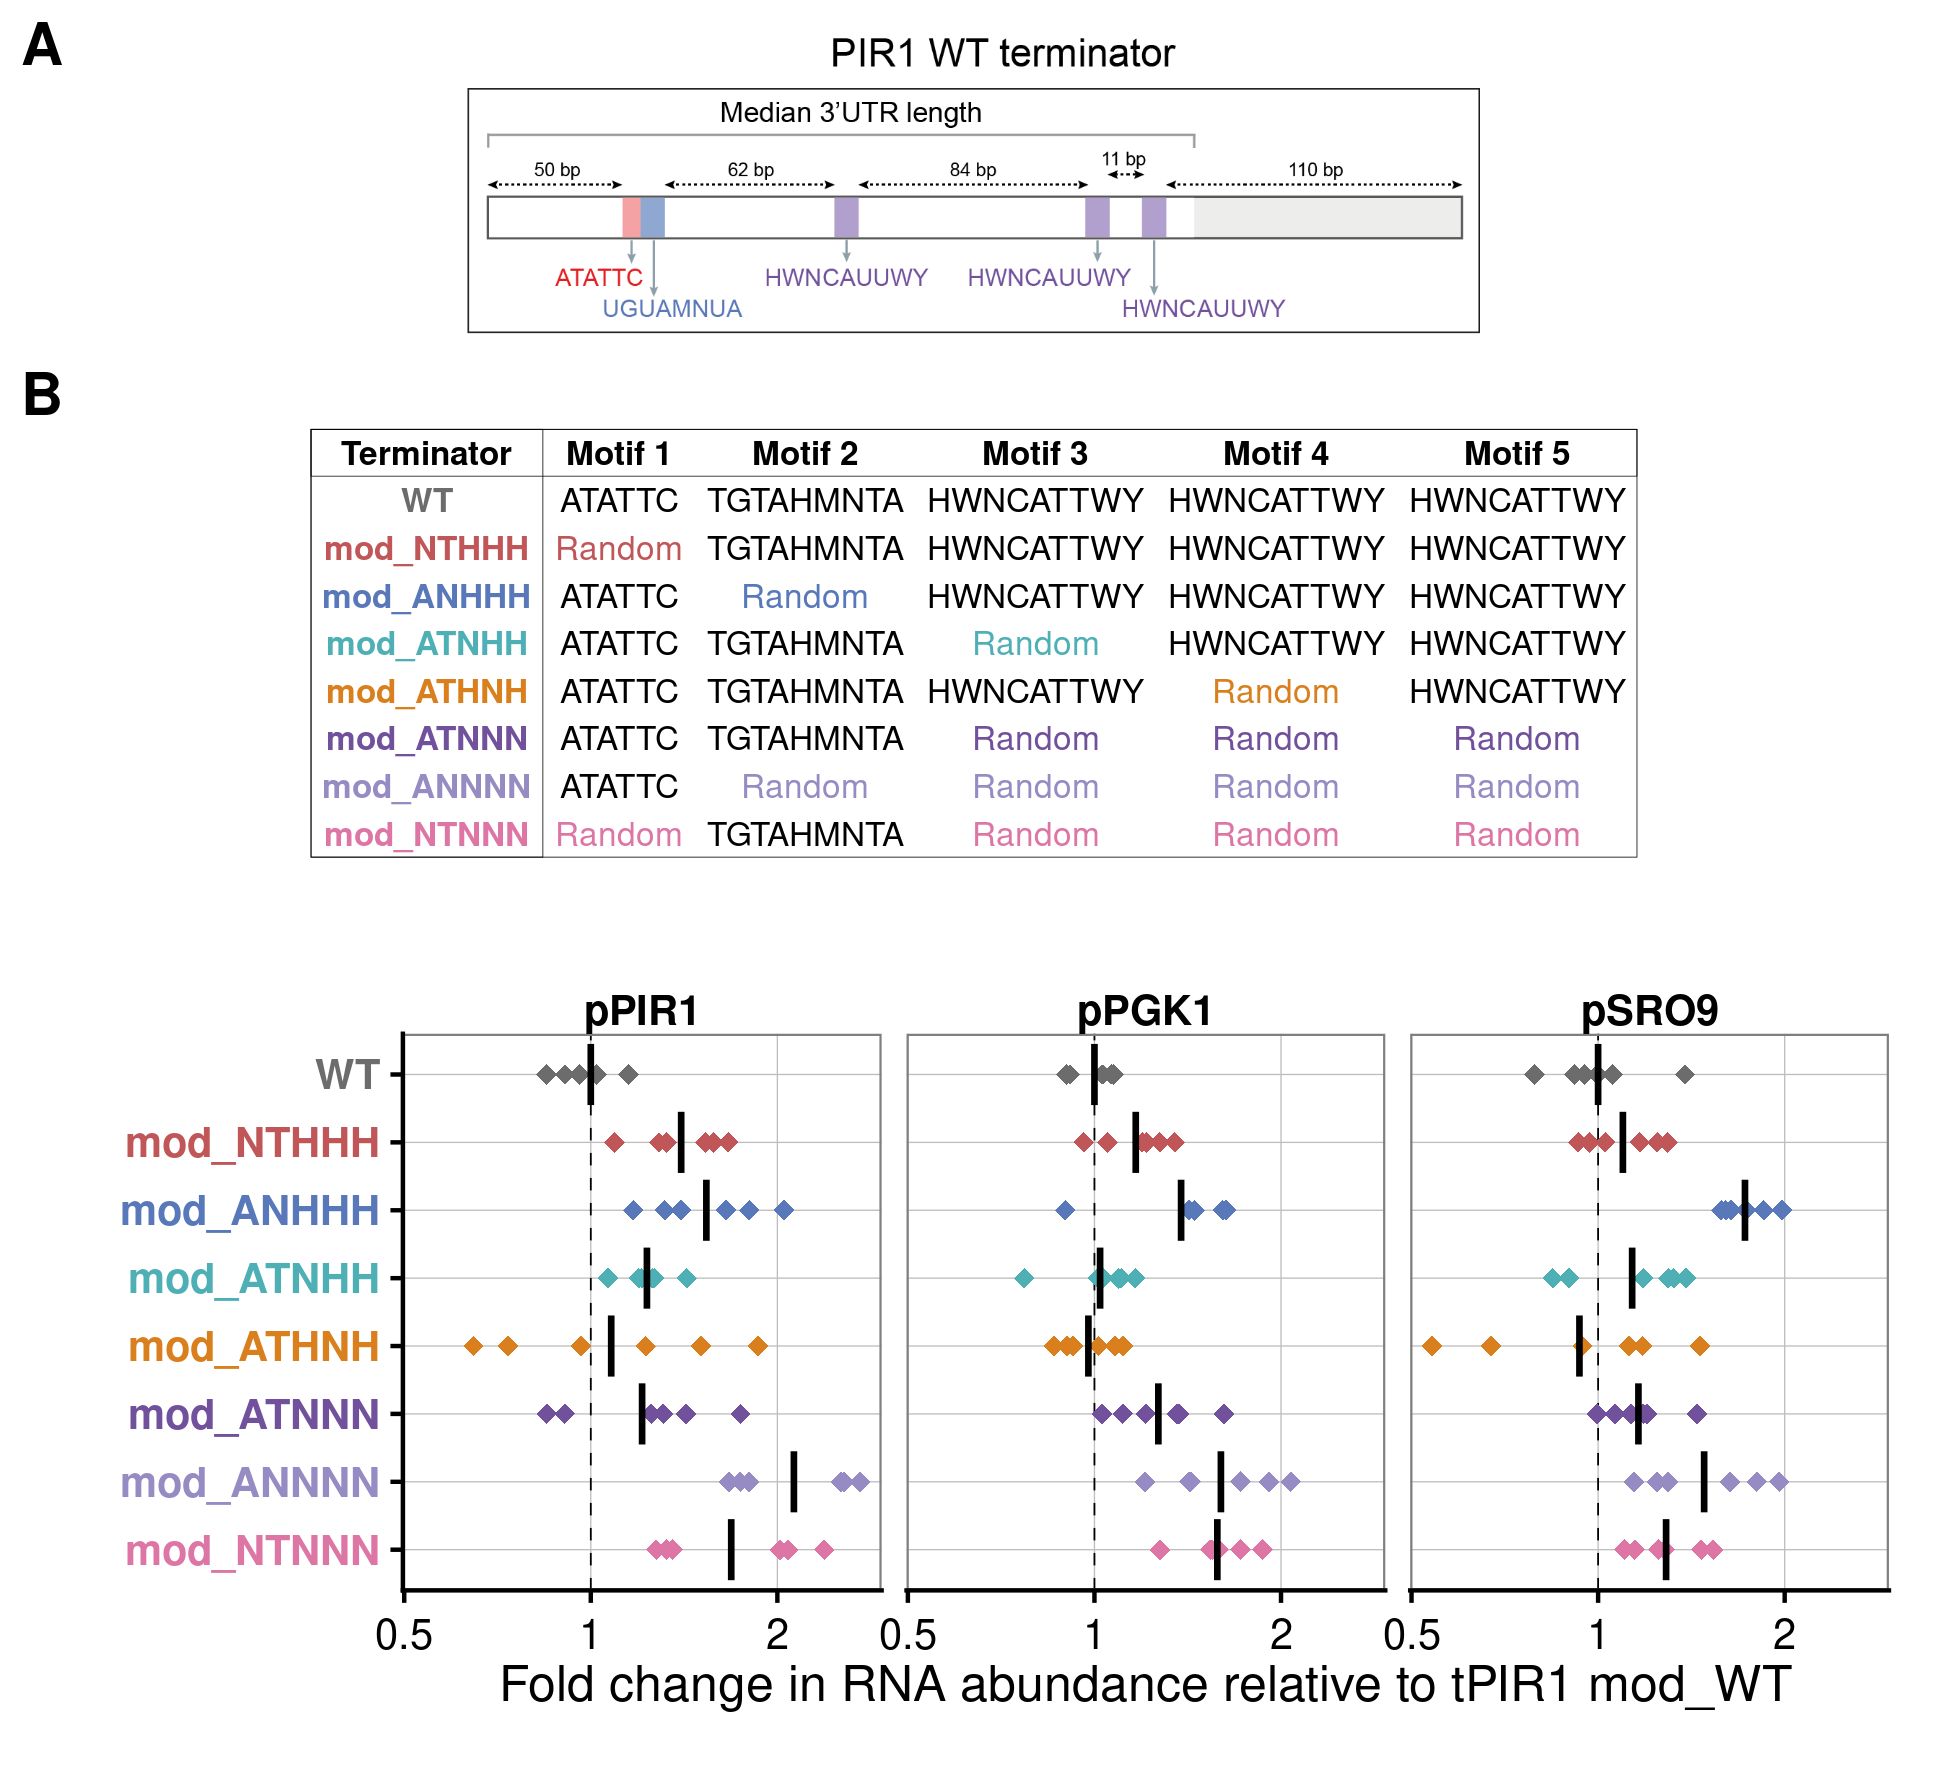 A
PIR1 WT terminator
Median 3’UTR length
50 bp 62 bp 84 bp 11 bp 110 bp
ATATTC HWNCAUUWY HWNCAUUWY
UGUAMNUA HWNCAUUWY
B
Terminator Motif 1 Motif 2 Motif 3 Motif 4 Motif 5
WT ATATTC TGTAHMNTA HWNCATTWY HWNCATTWY HWNCATTWY
mod_NTHHH Random TGTAHMNTA HWNCATTWY HWNCATTWY HWNCATTWY
mod_ANHHH ATATTC Random HWNCATTWY HWNCATTWY HWNCATTWY
mod_ATNHH ATATTC TGTAHMNTA Random HWNCATTWY HWNCATTWY
mod_ATHNH ATATTC TGTAHMNTA HWNCATTWY Random HWNCATTWY
mod_ATNNN ATATTC TGTAHMNTA Random Random Random
mod_ANNNN ATATTC Random Random Random Random
mod_NTNNN Random TGTAHMNTA Random Random Random
pPIR1 pPGK1 pSRO9
WT
mod_NTHHH
mod_ANHHH
mod_ATNHH
mod_ATHNH
mod_ATNNN
mod_ANNNN
mod_NTNNN
0.5 1 2 0.5 1 2 0.5 1 2
Fold change in RNA abundance relative to tPIR1 mod_WT